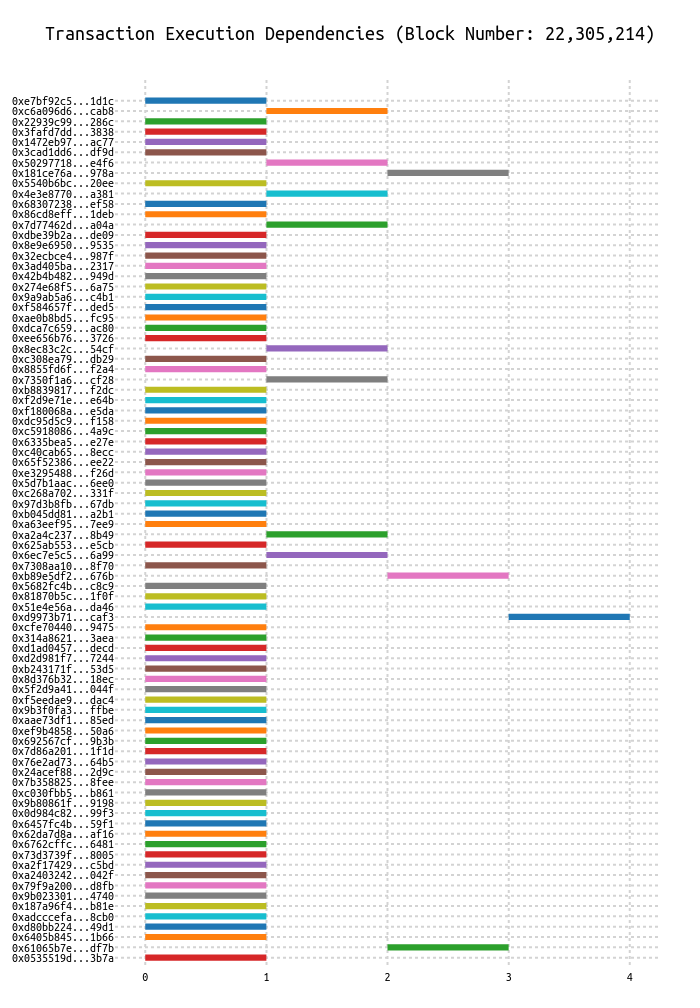 Transaction Execution Dependencies (Block Number: 22,305,214)
0xe7bf92c5...1d1c
0xc6a096d6...cab8
0x22939c99...286c
0x3fafd7dd...3838
0x1472eb97...ac77
0x3cad1dd6...df9d
0x50297718...e4f6
0x181ce76a...978a
0x5540b6bc...20ee
0x4e3e8770...a381
0x68307238...ef58
0x86cd8eff...1deb
0x7d77462d...a04a
0xdbe39b2a...de09
0x8e9e6950...9535
0x32ecbce4...987f
0x3ad405ba...2317
0x42b4b482...949d
0x274e68f5...6a75
0x9a9ab5a6...c4b1
0xf584657f...ded5
0xae0b8bd5...fc95
0xdca7c659...ac80
0xee656b76...3726
0x8ec83c2c...54cf
0xc308ea79...db29
0x8855fd6f...f2a4
0x7350f1a6...cf28
0xb8839817...f2dc
0xf2d9e71e...e64b
0xf180068a...e5da
0xdc95d5c9...f158
0xc5918086...4a9c
0x6335bea5...e27e
0xc40cab65...8ecc
0x65f52386...ee22
0xe3295488...f26d
0x5d7b1aac...6ee0
0xc268a702...331f
0x97d3b8fb...67db
0xb045dd81...a2b1
0xa63eef95...7ee9
0xa2a4c237...8b49
0x625ab553...e5cb
0x6ec7e5c5...6a99
0x7308aa10...8f70
0xb89e5df2...676b
0x5682fc4b...c8c9
0x81870b5c...1f0f
0x51e4e56a...da46
0xd9973b71...caf3
0xcfe70440...9475
0x314a8621...3aea
0xd1ad0457...decd
0xd2d981f7...7244
0xb243171f...53d5
0x8d376b32...18ec
0x5f2d9a41...044f
0xf5eedae9...dac4
0x9b3f0fa3...ffbe
0xaae73df1...85ed
0xef9b4858...50a6
0x692567cf...9b3b
0x7d86a201...1f1d
0x76e2ad73...64b5
0x24acef88...2d9c
0x7b358825...8fee
0xc030fbb5...b861
0x9b80861f...9198
0x0d984c82...99f3
0x6457fc4b...59f1
0x62da7d8a...af16
0x6762cffc...6481
0x73d3739f...8005
0xa2f17429...c5bd
0xa2403242...042f
0x79f9a200...d8fb
0x9b023301...4740
0x187a96f4...b81e
0xadcccefa...8cb0
0xd80bb224...49d1
0x6405b845...1b66
0x61065b7e...df7b
0x0535519d...3b7a
0 1 2 3 4